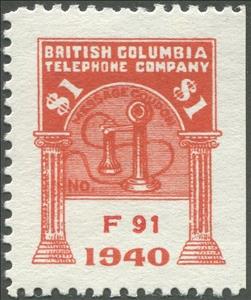 BRITISH COLUMBIA
TELEPHONE COMPANY
$1 $1
MESSAGE COUPON
NO.
F 91
1940